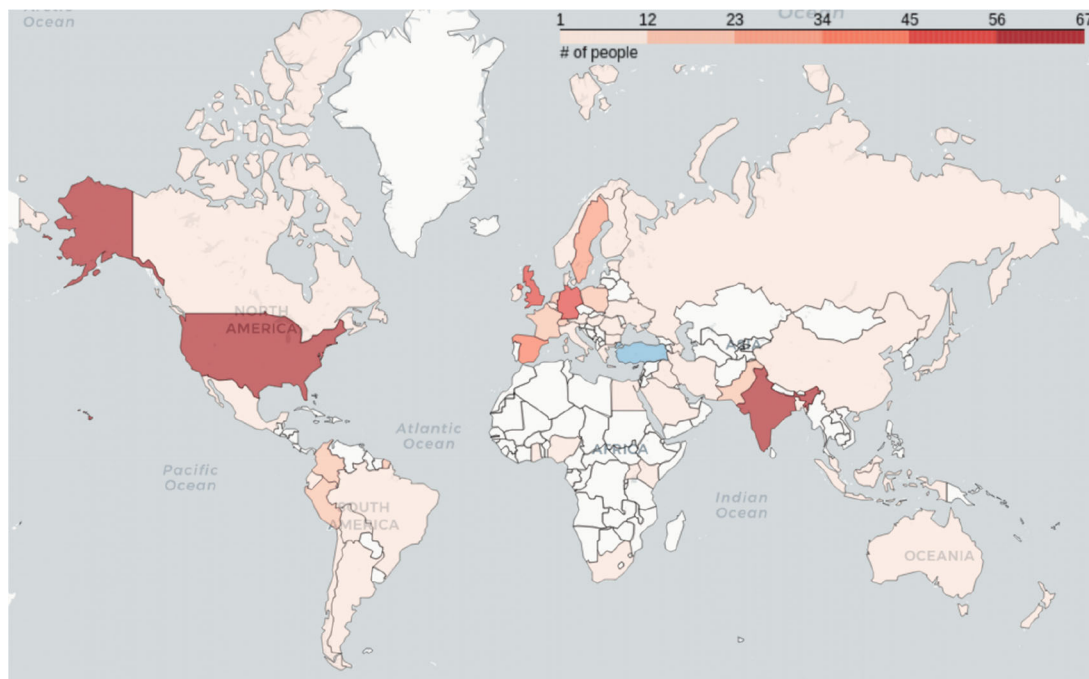 Arctic
Ocean
Ocean
1 12 23 34 45 56 67
# of people
NORTH
AMERICA
ASIA
Atlantic
Ocean
AFRICA
Pacific
Ocean
Indian
Ocean
SOUTH
AMERICA
OCEANIA